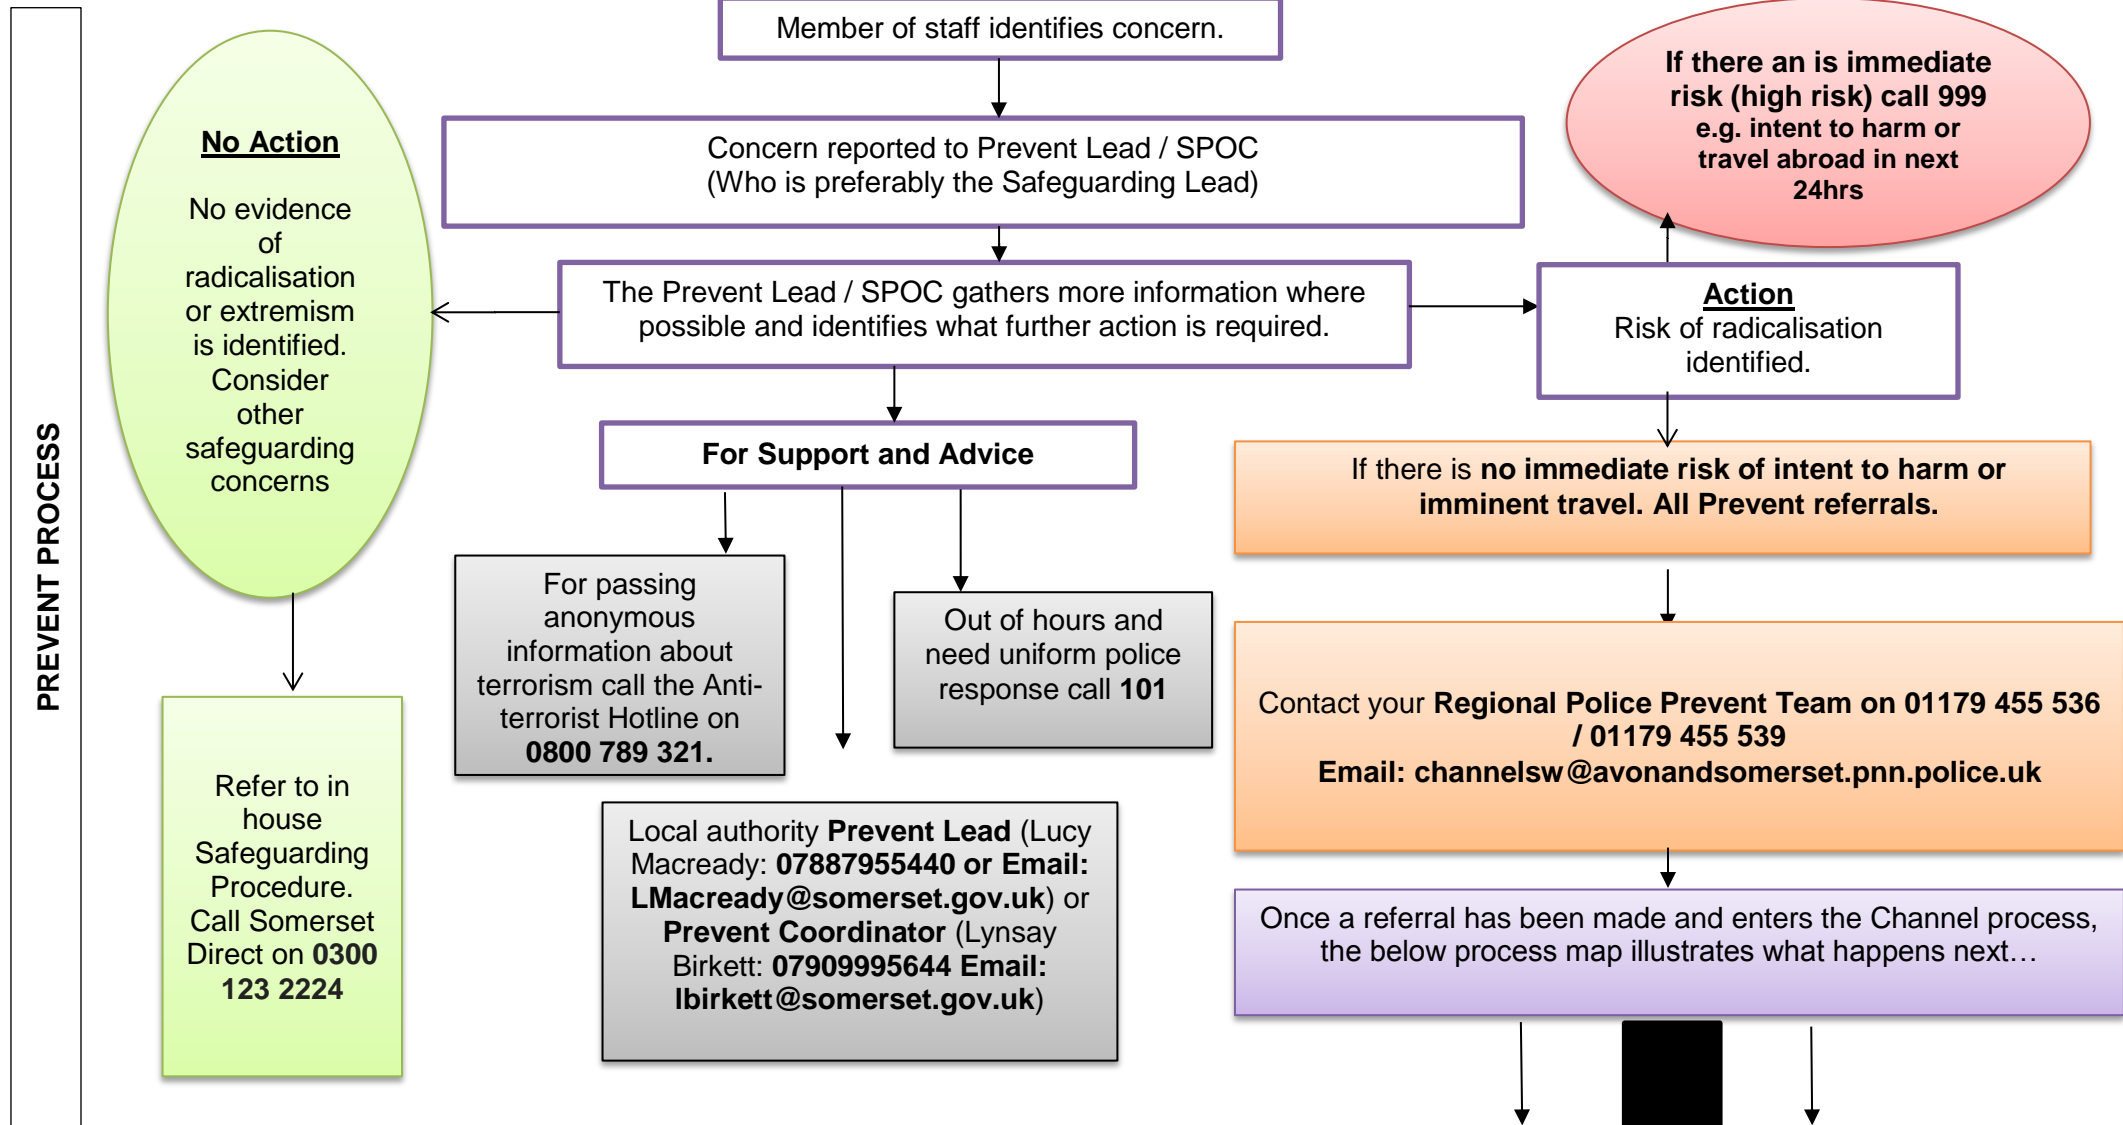 PREVENT PROCESS
Member of staff identifies concern.
If there an is immediate
risk (high risk) call 999
e.g. intent to harm or
travel abroad in next
24hrs
No Action
No evidence
of
radicalisation
or extremism
is identified.
Consider
other
safeguarding
concerns
Concern reported to Prevent Lead / SPOC
(Who is preferably the Safeguarding Lead)
The Prevent Lead / SPOC gathers more information where
possible and identifies what further action is required.
Action
Risk of radicalisation
identified.
For Support and Advice
If there is no immediate risk of intent to harm or
imminent travel. All Prevent referrals.
For passing
anonymous
information about
terrorism call the Anti-
terrorist Hotline on
0800 789 321.
Out of hours and
need uniform police
response call 101
Contact your Regional Police Prevent Team on 01179 455 536
/ 01179 455 539
Email: channelsw@avonandsomerset.pnn.police.uk
Refer to in
house
Safeguarding
Procedure.
Call Somerset
Direct on 0300
123 2224
Local authority Prevent Lead (Lucy
Macready: 07887955440 or Email:
LMacready@somerset.gov.uk) or
Prevent Coordinator (Lynsay
Birkett: 07909995644 Email:
lbirkett@somerset.gov.uk)
Once a referral has been made and enters the Channel process,
the below process map illustrates what happens next…